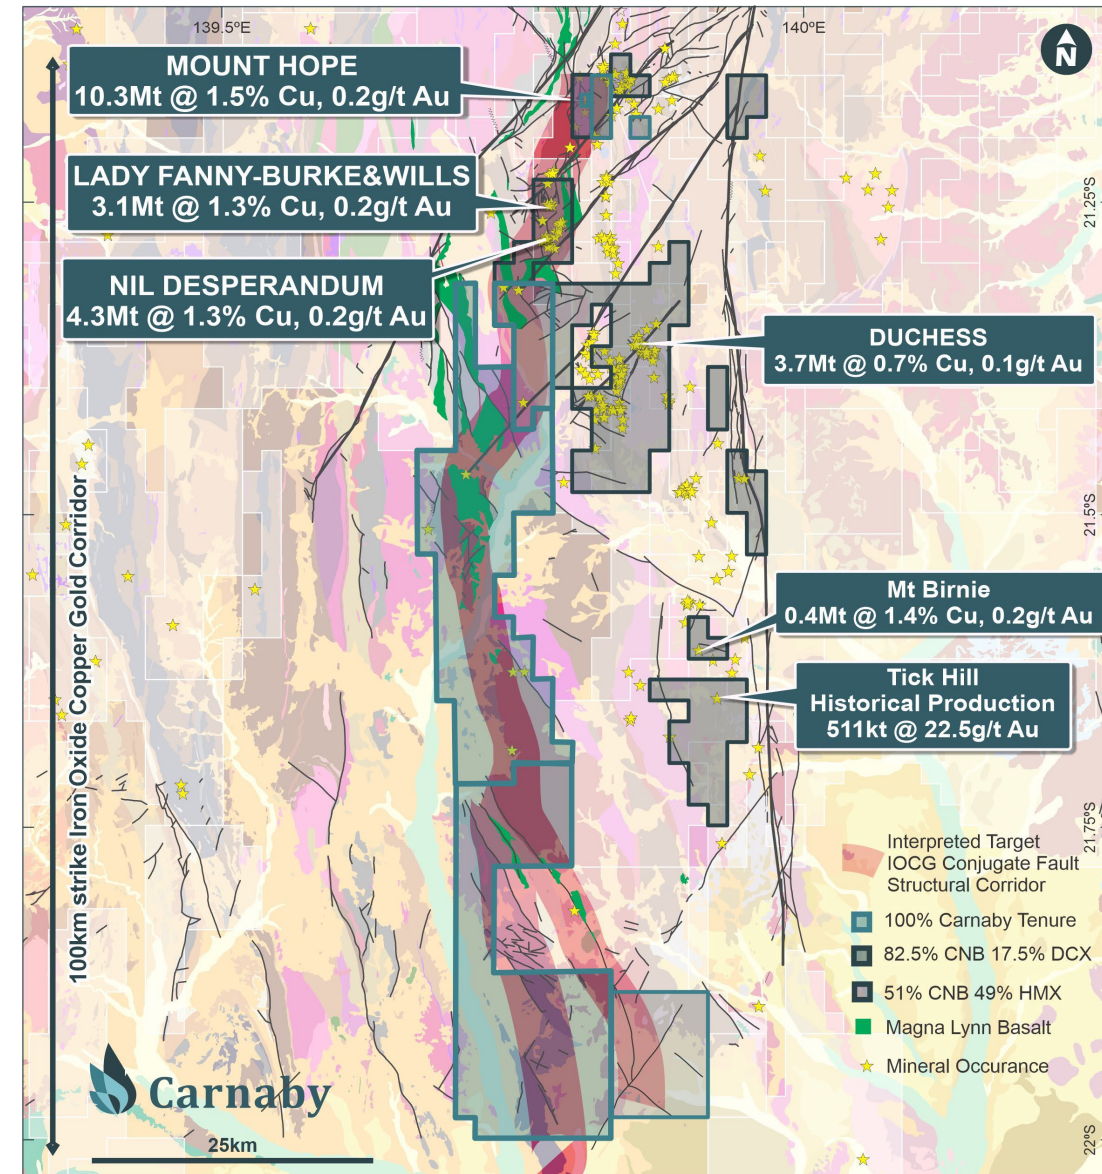 139.5°E
140°E
N
MOUNT HOPE
10.3Mt @ 1.5% Cu, 0.2g/t Au
LADY FANNY-BURKE&WILLS
3.1Mt @ 1.3% Cu, 0.2g/t Au
21.25°S
NIL DESPERANDUM
4.3Mt @ 1.3% Cu, 0.2g/t Au
DUCHESS
3.7Mt @ 0.7% Cu, 0.1g/t Au
21.5°S
100km strike Iron Oxide Copper Gold Corridor
Mt Birnie
0.4Mt @ 1.4% Cu, 0.2g/t Au
Tick Hill
Historical Production
511kt @ 22.5g/t Au
21.75°S
Interpreted Target
IOCG Conjugate Fault
Structural Corridor
100% Carnaby Tenure
82.5% CNB 17.5% DCX
51% CNB 49% HMX
Magna Lynn Basalt
Mineral Occurance
Carnaby
25km
22°S